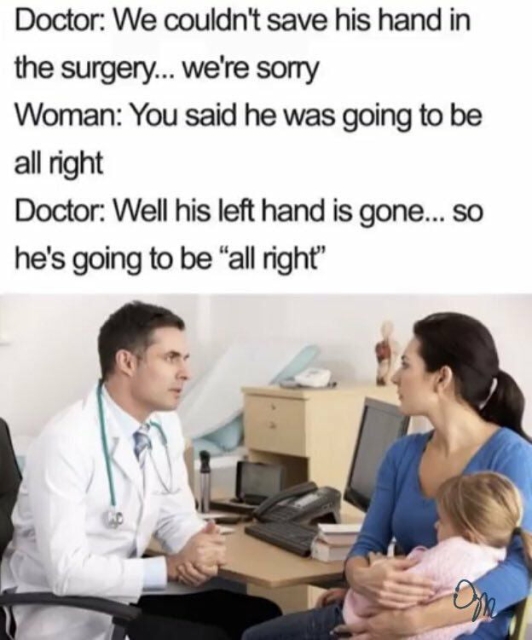 Doctor: We couldn't save his hand in
the surgery... we're sorry
Woman: You said he was going to be
all right
Doctor: Well his left hand is gone... so
he's going to be “all right”